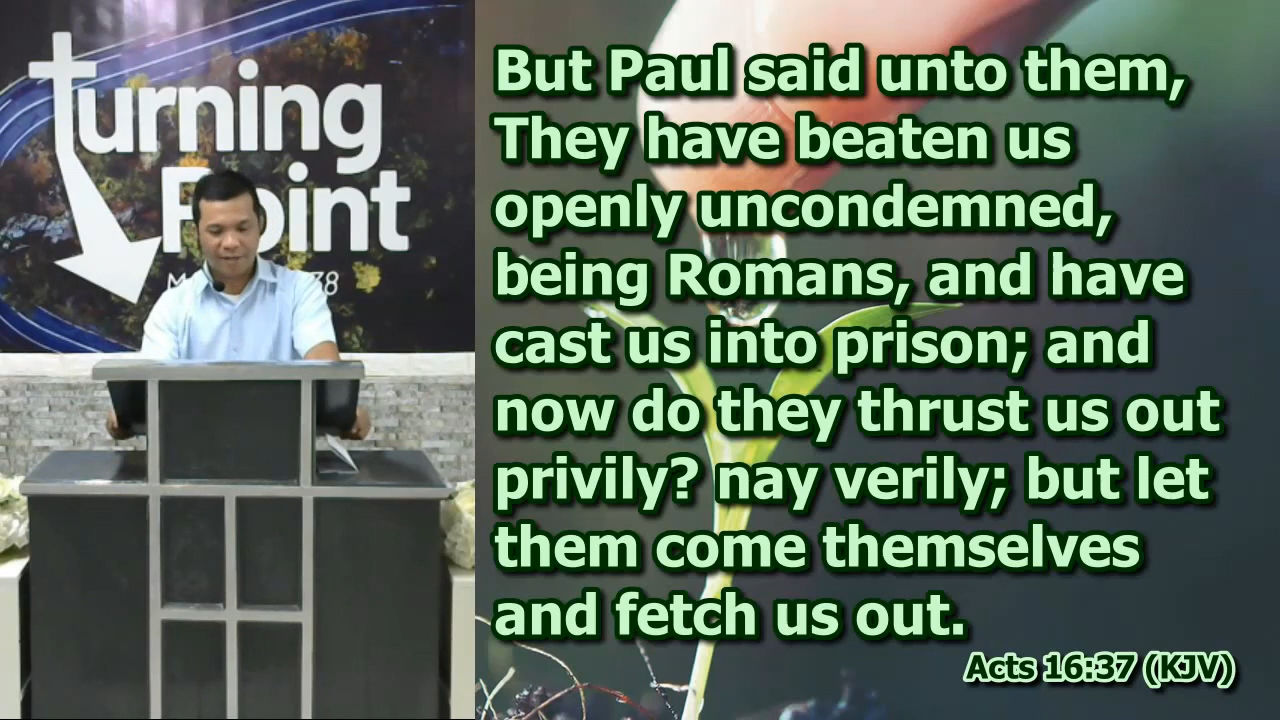 turning
Point
But Paul said unto them,
They have beaten us
openly uncondemned,
being Romans, and have
cast us into prison; and
now do they thrust us out
privily? nay verily; but let
them come themselves
and fetch us out.
Acts 16:37 (KJV)